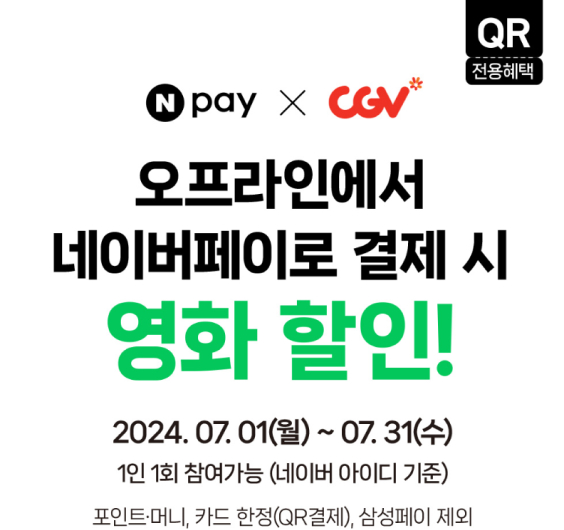 QR
전용혜택
N pay × CGV
오프라인에서
네이버페이로 결제 시
영화 할인!
2024. 07. 01(월) ~ 07. 31(수)
1인 1회 참여가능 (네이버 아이디 기준)
포인트·머니, 카드 한정(QR결제), 삼성페이 제외